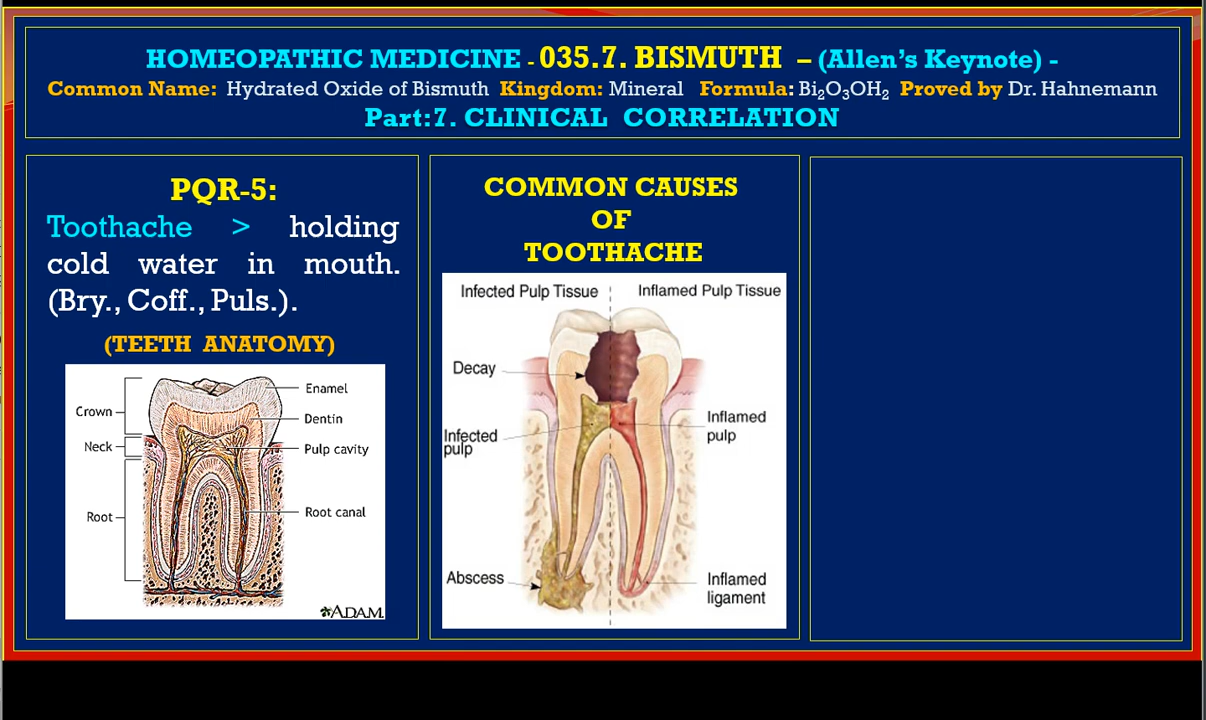 HOMEOPATHIC MEDICINE - 035.7. BISMUTH – (Allen’s Keynote) -
Common Name: Hydrated Oxide of Bismuth Kingdom: Mineral Formula: Bi₂O₃OH₂ Proved by Dr. Hahnemann
Part:7. CLINICAL CORRELATION
PQR-5:
Toothache > holding
cold water in mouth.
(Bry., Coff., Puls.).
(TEETH ANATOMY)
Enamel
Crown
Dentin
Neck
Pulp cavity
Root canal
Root
ADAM.
COMMON CAUSES
OF
TOOTHACHE
Infected Pulp Tissue
Inflamed Pulp Tissue
Decay
Inflamed
pulp
Infected
pulp
Abscess
Inflamed
ligament